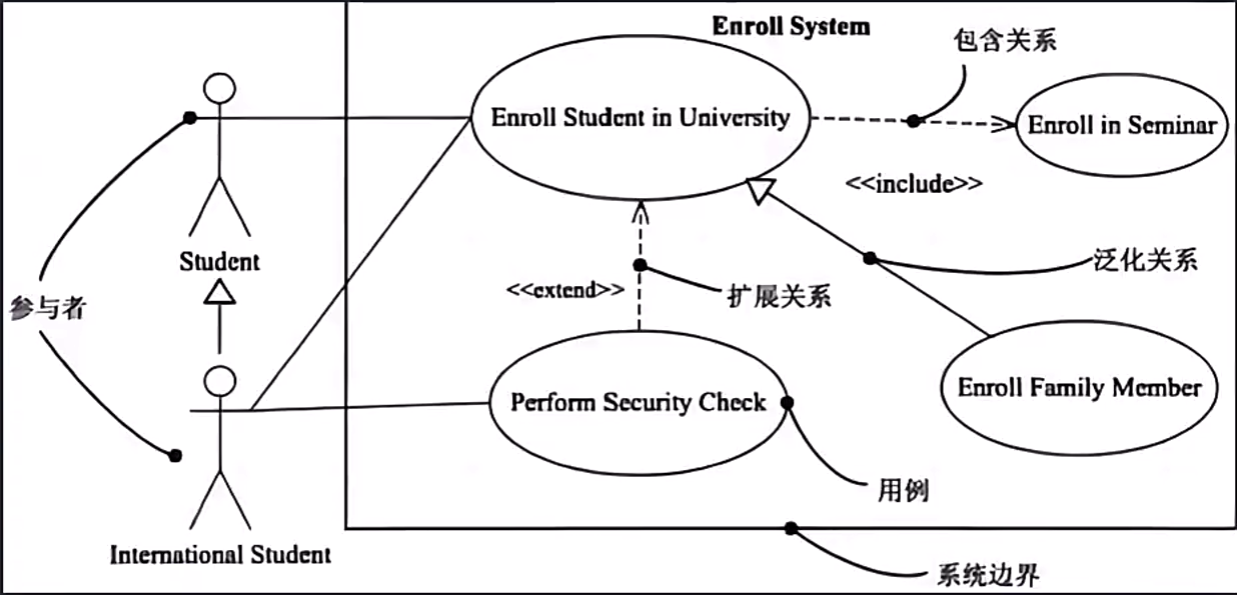 Enroll System
包含关系
Enroll Student in University
Enroll in Seminar
<<include>>
Student
泛化关系
<<extend>>
扩展关系
参与者
Enroll Family Member
Perform Security Check
用例
International Student
系统边界